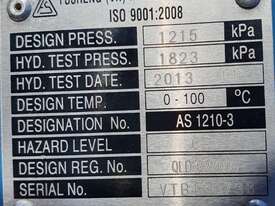 ISO 9001:2008
DESIGN PRESS. 1215 kPa
HYD. TEST PRESS. 1823 kPa
HYD. TEST DATE. 2013
DESIGN TEMP. 0 - 100 °C
DESIGNATION No. AS 1210-3
HAZARD LEVEL
DESIGN REG. No.
SERIAL No.